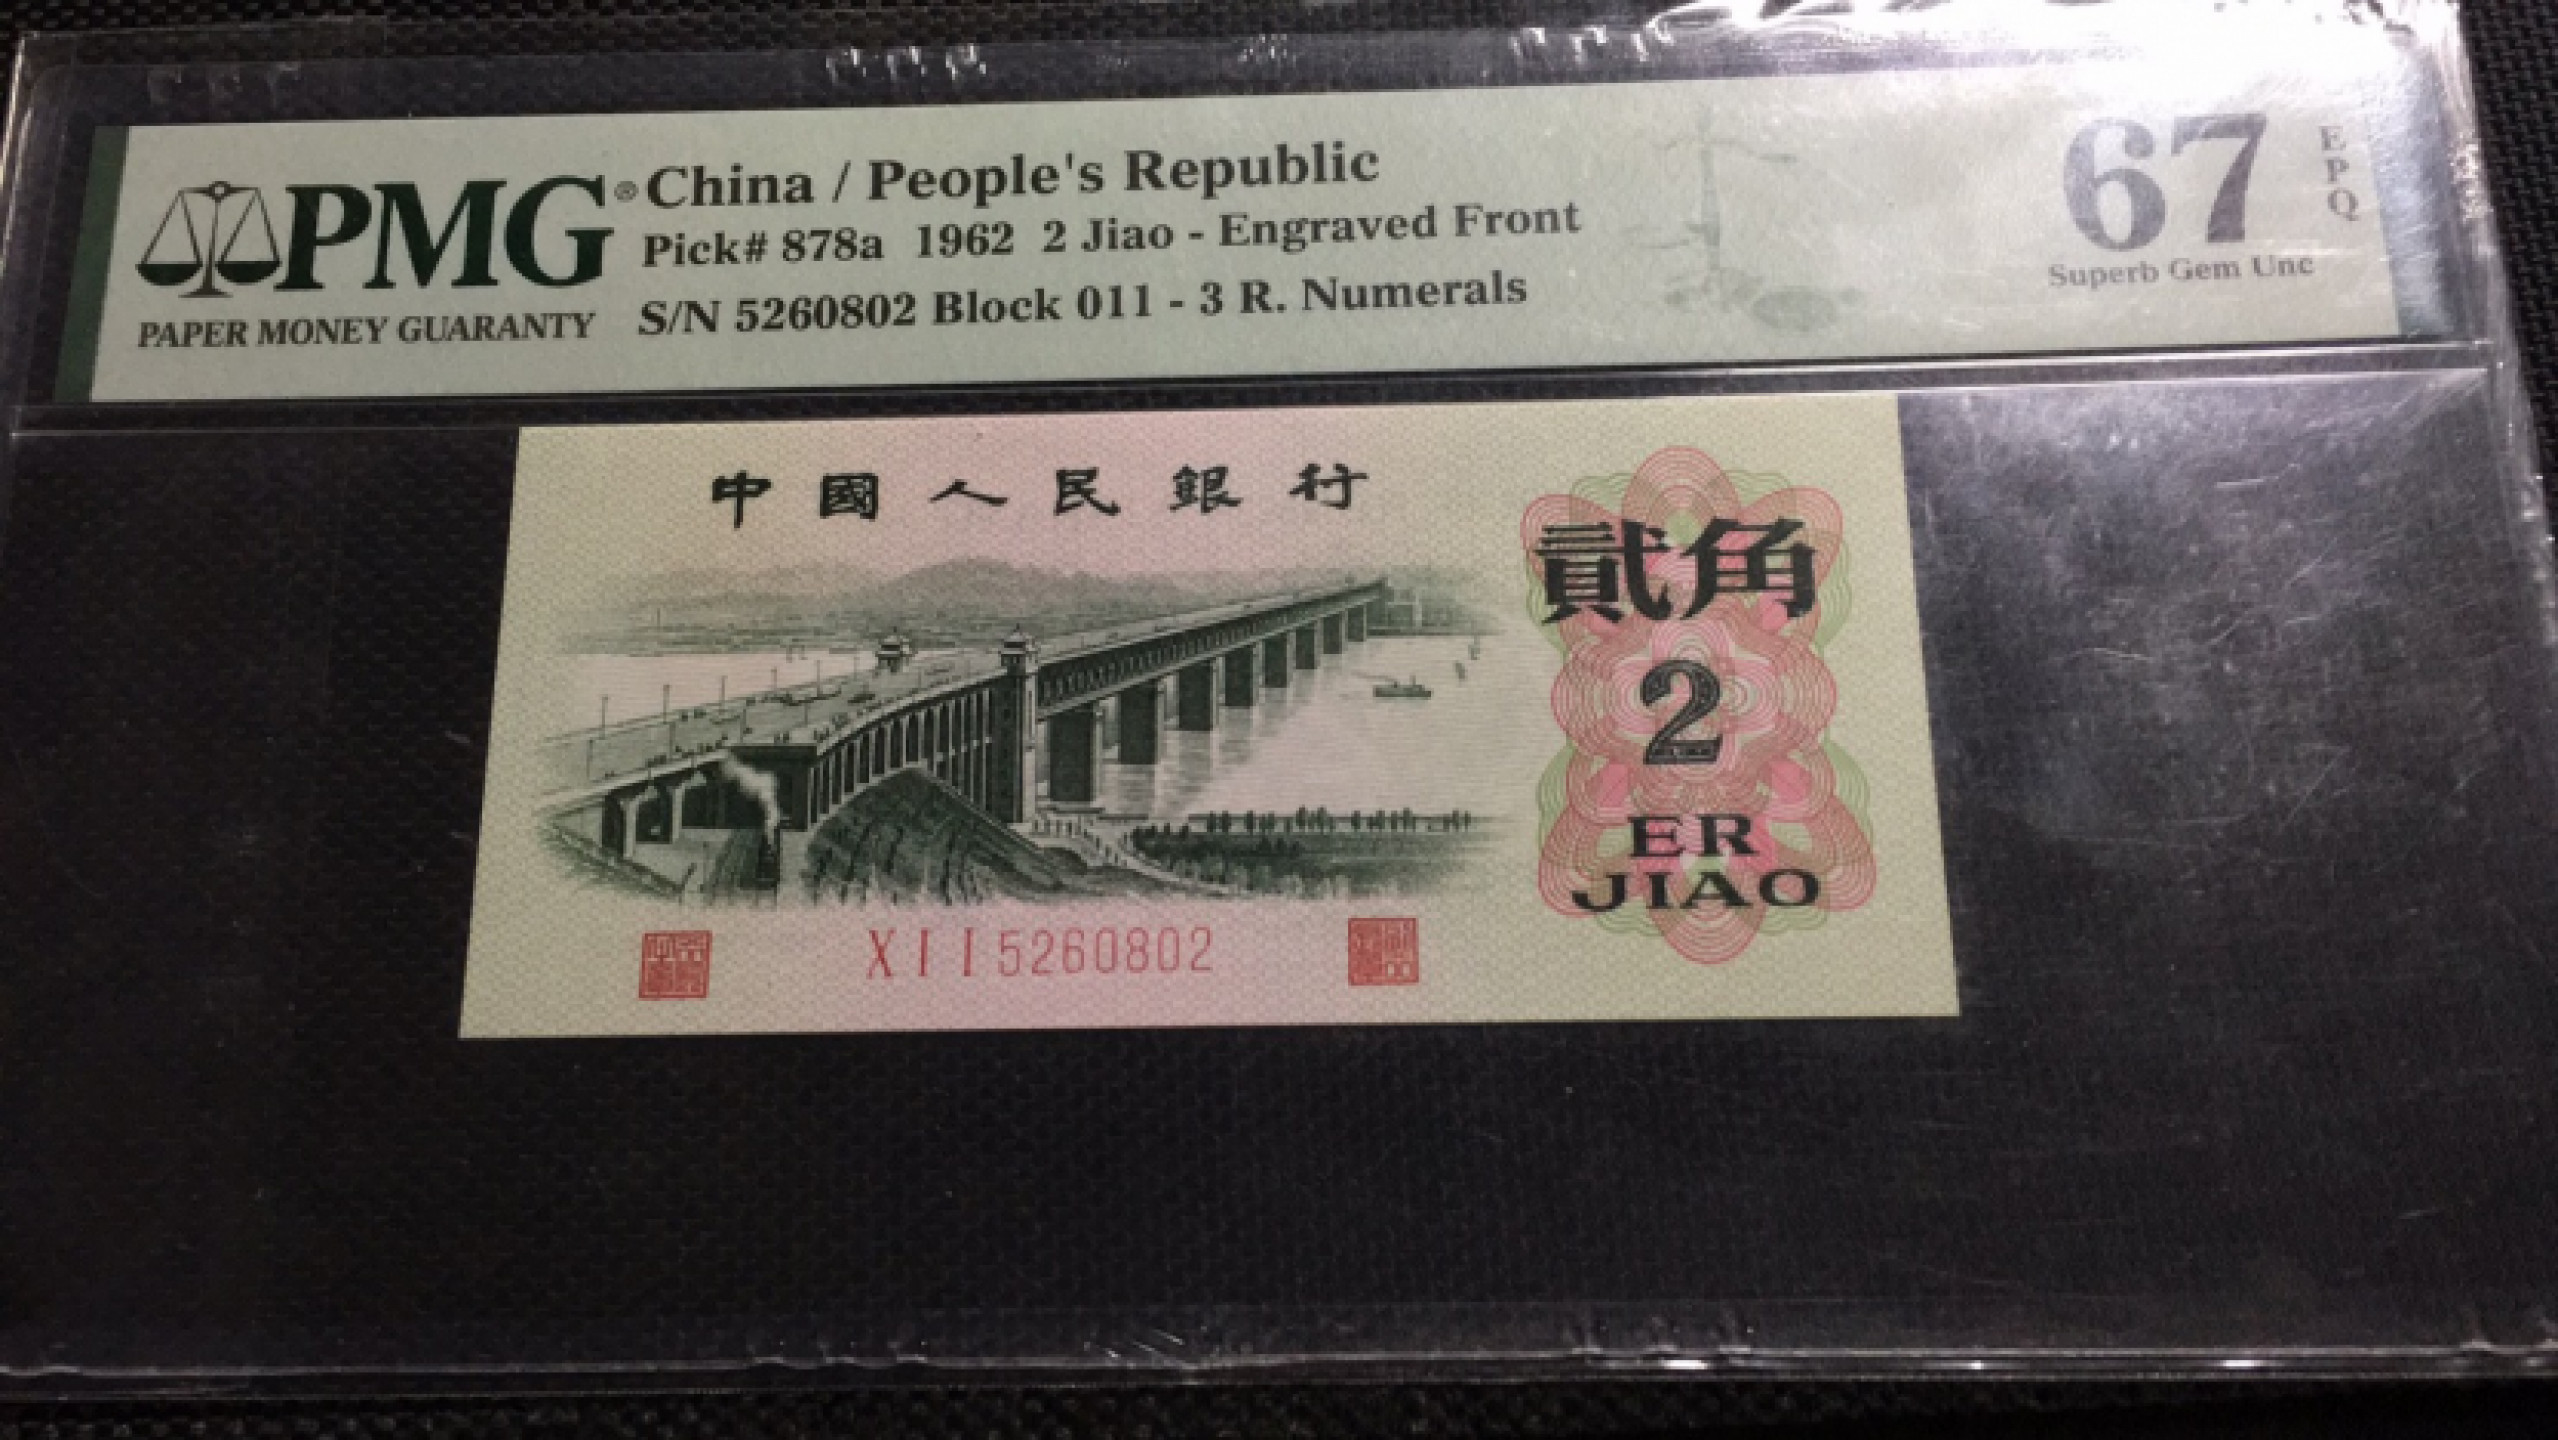 PMG®
PAPER MONEY GUARANTY
China / People's Republic
Pick# 878a 1962 2 Jiao - Engraved Front
S/N 5260802 Block 011 - 3 R. Numerals
67
EPQ
Superb Gem Unc
中國人民銀行
貳角
2
ER
JIAO
X I I 5260802